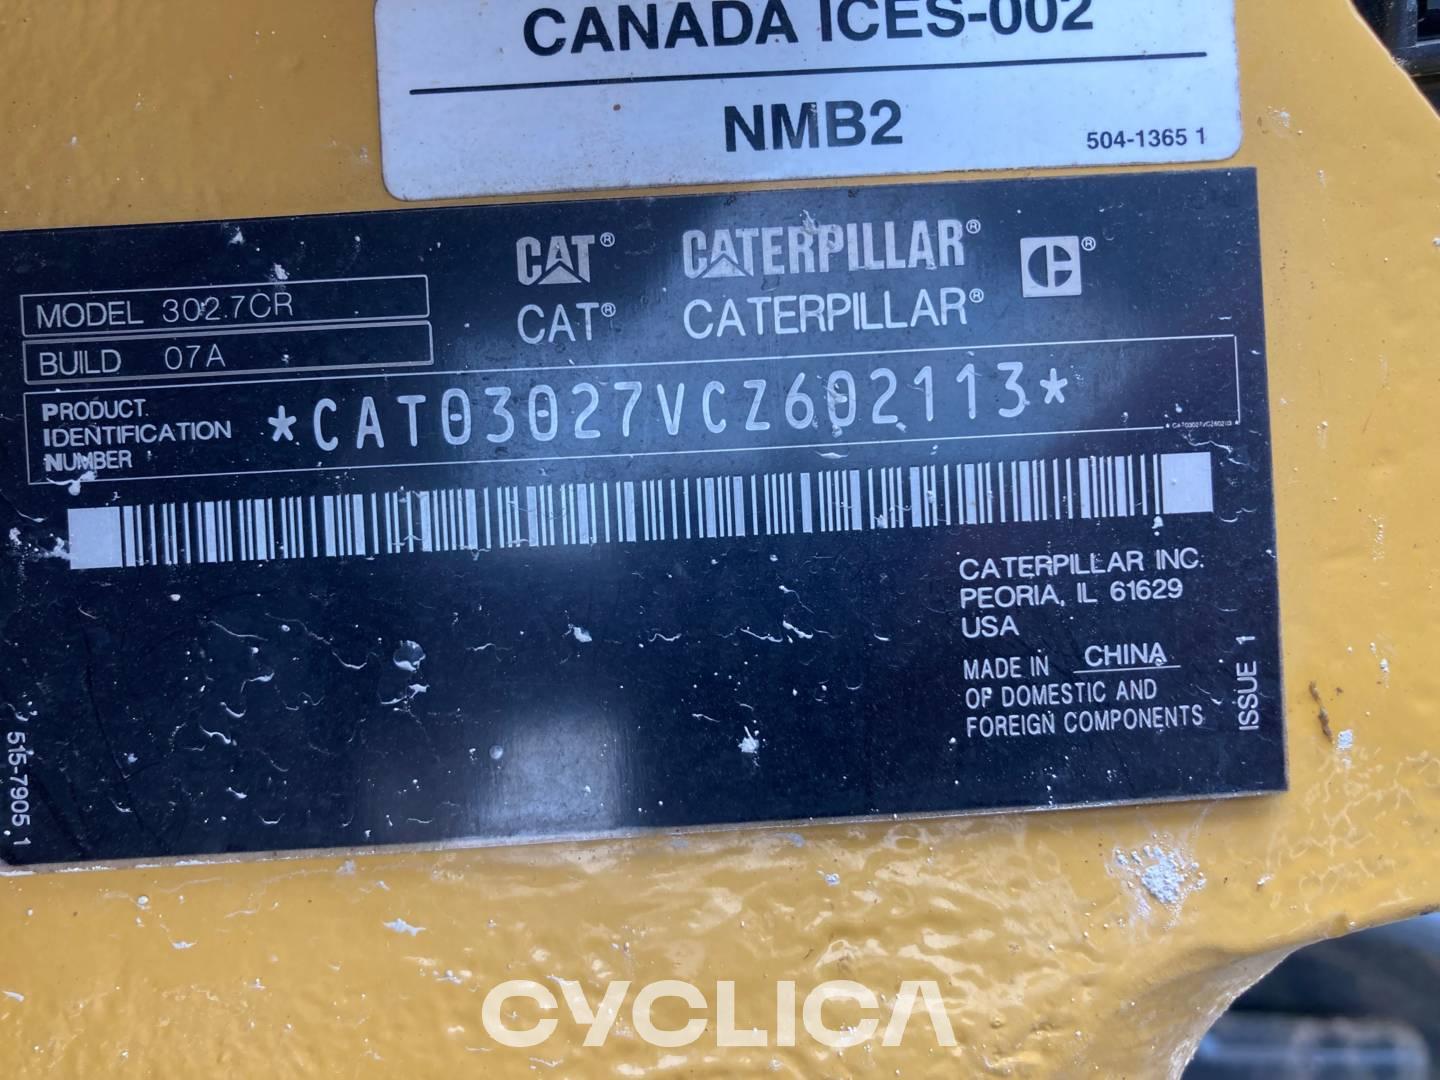 CANADA ICES-002
NMB2
504-1365 1
CAT® CATERPILLAR® C®
MODEL 302.7CR
CAT® CATERPILLAR®
BUILD 07A
PRODUCT
IDENTIFICATION
NUMBER
*CAT03027VCZ602113*
*CAT03027VCZ602113*
CATERPILLAR INC.
PEORIA, IL 61629
USA
MADE IN CHINA
OF DOMESTIC AND
FOREIGN COMPONENTS
ISSUE 1
515-7905 1
CYCLICA